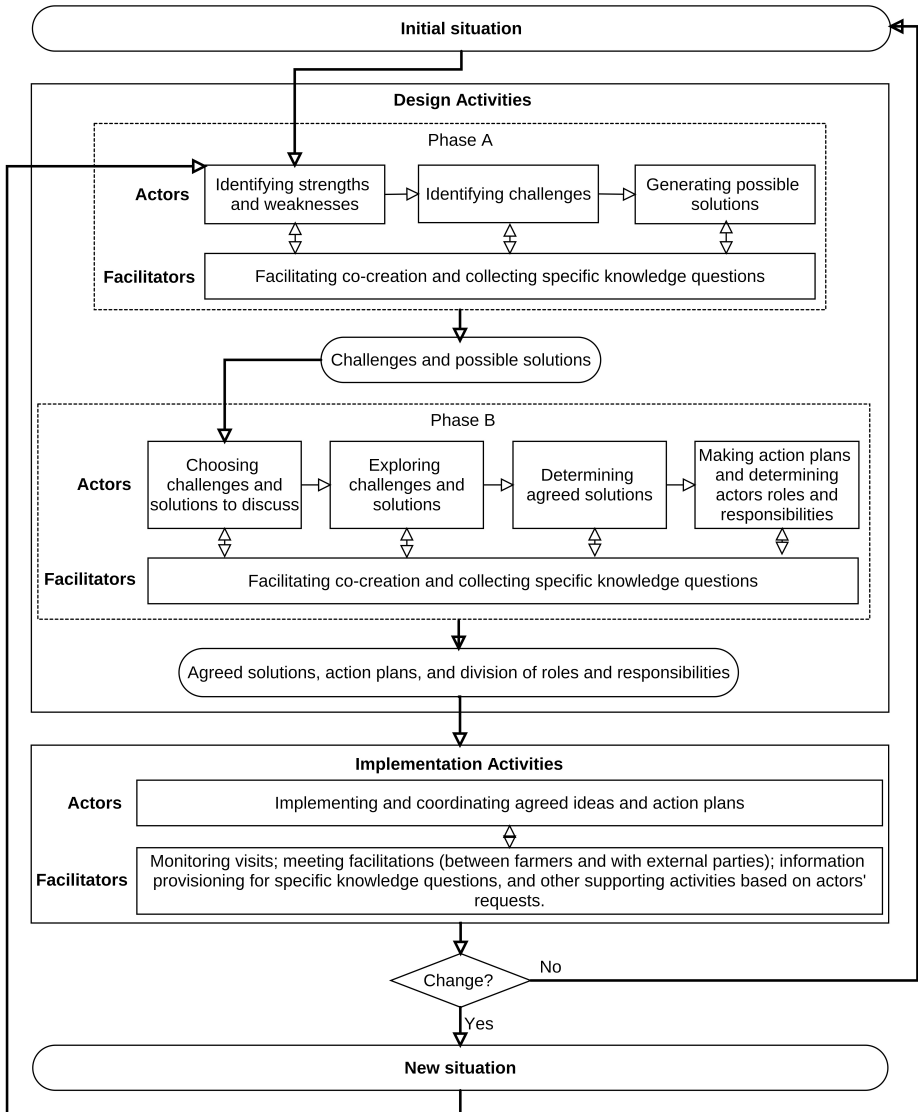 Initial situation
Design Activities
Phase A
Actors
Identifying strengths
and weaknesses
Identifying challenges
Generating possible
solutions
Facilitators
Facilitating co-creation and collecting specific knowledge questions
Challenges and possible solutions
Phase B
Actors
Choosing
challenges and
solutions to discuss
Exploring
challenges and
solutions
Determining
agreed solutions
Making action plans
and determining
actors roles and
responsibilities
Facilitators
Facilitating co-creation and collecting specific knowledge questions
Agreed solutions, action plans, and division of roles and responsibilities
Implementation Activities
Actors
Implementing and coordinating agreed ideas and action plans
Facilitators
Monitoring visits; meeting facilitations (between farmers and with external parties); information
provisioning for specific knowledge questions, and other supporting activities based on actors'
requests.
Change?
No
Yes
New situation